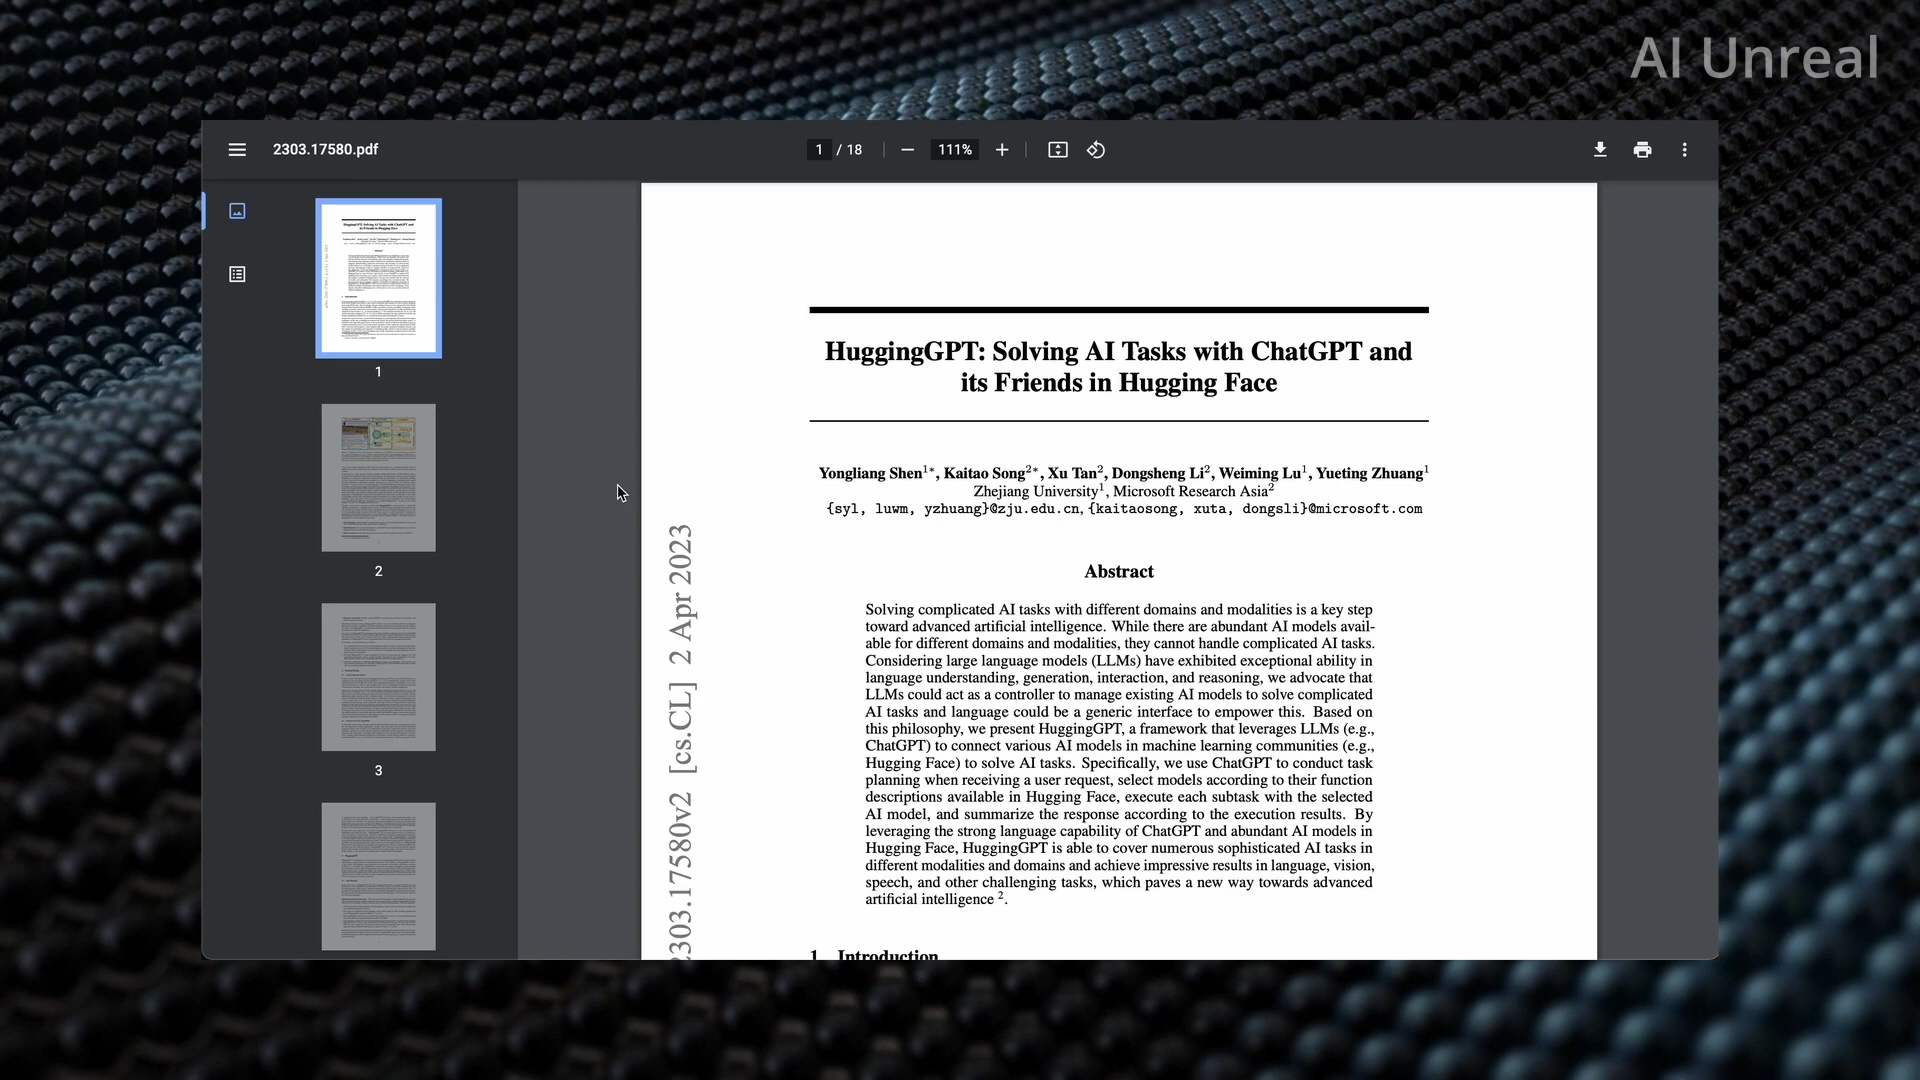 AI Unreal
2303.17580.pdf
1 / 18
111%
1
2
3
HuggingGPT: Solving AI Tasks with ChatGPT and
its Friends in Hugging Face
Yongliang Shen1*, Kaitao Song2*, Xu Tan2, Dongsheng Li2, Weiming Lu1, Yueting Zhuang1
Zhejiang University1, Microsoft Research Asia2
{syl, luwm, yzhuang}@zju.edu.cn, {kaitaosong, xuta, dongsli}@microsoft.com
Abstract
Solving complicated AI tasks with different domains and modalities is a key step
toward advanced artificial intelligence. While there are abundant AI models avail-
able for different domains and modalities, they cannot handle complicated AI tasks.
Considering large language models (LLMs) have exhibited exceptional ability in
language understanding, generation, interaction, and reasoning, we advocate that
LLMs could act as a controller to manage existing AI models to solve complicated
AI tasks and language could be a generic interface to empower this. Based on
this philosophy, we present HuggingGPT, a framework that leverages LLMs (e.g.,
ChatGPT) to connect various AI models in machine learning communities (e.g.,
Hugging Face) to solve AI tasks. Specifically, we use ChatGPT to conduct task
planning when receiving a user request, select models according to their function
descriptions available in Hugging Face, execute each subtask with the selected
AI model, and summarize the response according to the execution results. By
leveraging the strong language capability of ChatGPT and abundant AI models in
Hugging Face, HuggingGPT is able to cover numerous sophisticated AI tasks in
different modalities and domains and achieve impressive results in language, vision,
speech, and other challenging tasks, which paves a new way towards advanced
artificial intelligence 2.
1 Introduction
2303.17580v2 [cs.CL] 2 Apr 2023